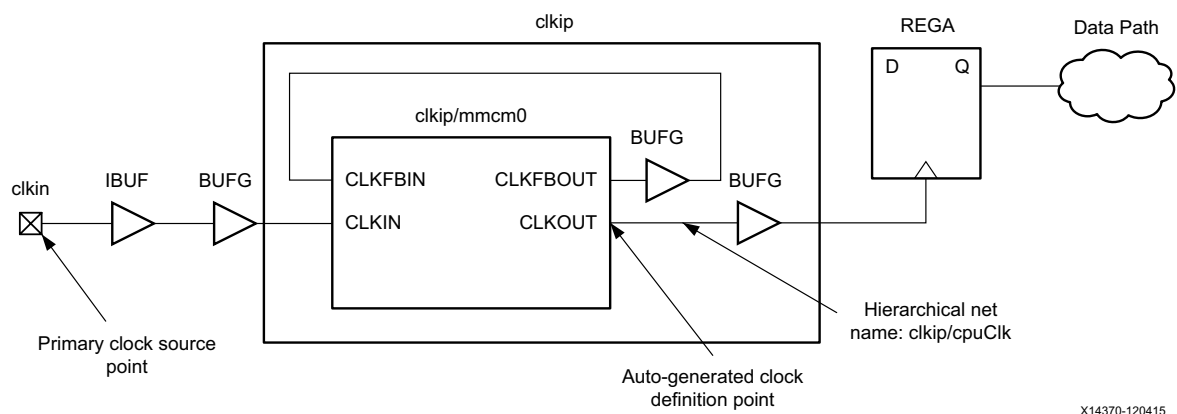 clkip
REGA
Data Path
D
Q
clkip/mmcm0
BUFG
clkin
IBUF
BUFG
CLKFBIN
CLKFBOUT
BUFG
CLKIN
CLKOUT
Primary clock source
point
Hierarchical net
name: clkip/cpuClk
Auto-generated clock
definition point
X14370-120415